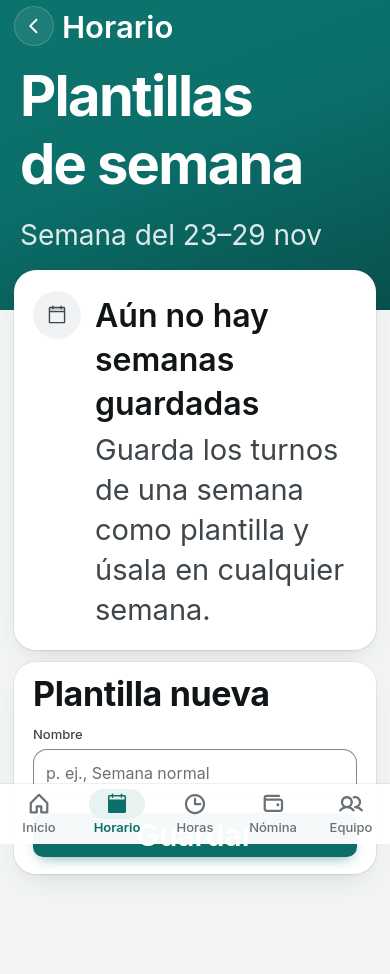 Horario
Plantillas
de semana
Semana del 23–29 nov
Aún no hay
semanas
guardadas
Guarda los turnos
de una semana
como plantilla y
úsala en cualquier
semana.
Plantilla nueva
Nombre
p. ej., Semana normal
Guardar
Inicio
Horario
Horas
Nómina
Equipo